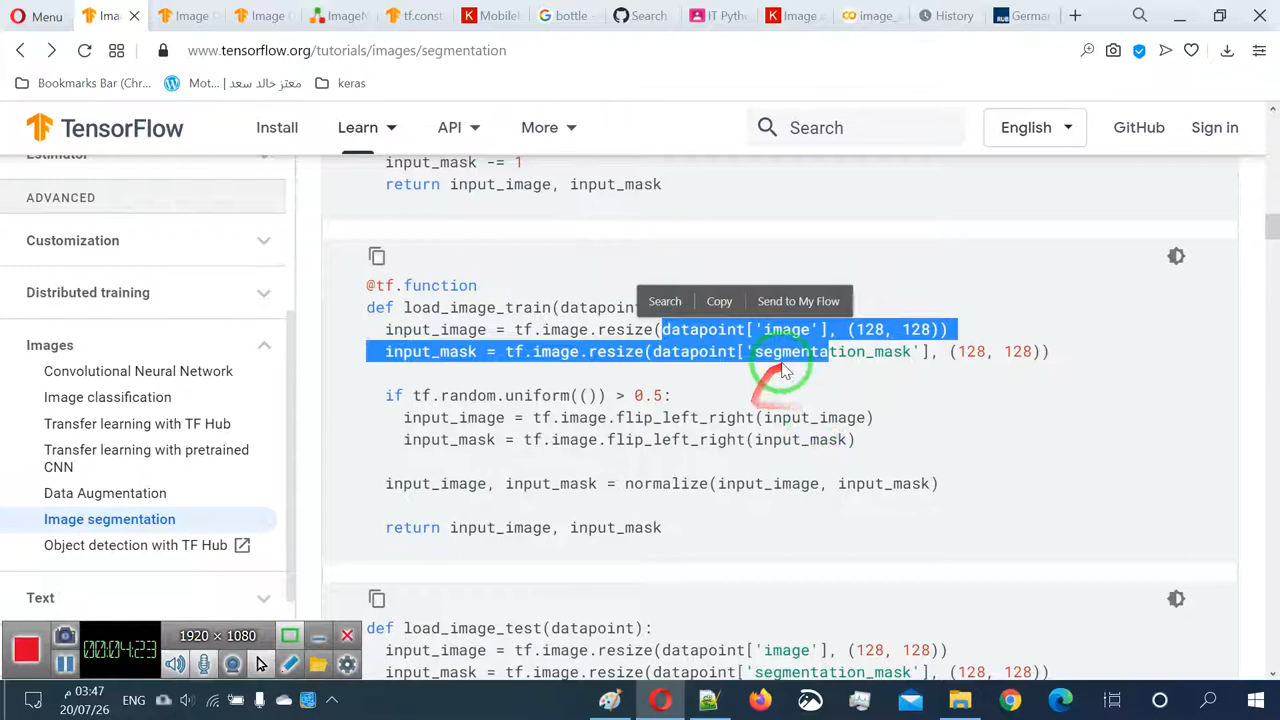 Menu
Ima
Image
Image (
ImageN
tf.const
Mobile
bottle -
Search
IT Pyth
Image c
image_s
History
Germar
www.tensorflow.org/tutorials/images/segmentation
Bookmarks Bar (Chr...
Mot... | معتز خالد سعد
keras
TensorFlow
Install
Learn
API
More
Search
English
GitHub
Sign in
Estimator
ADVANCED
Customization
Distributed training
Images
Convolutional Neural Network
Image classification
Transfer learning with TF Hub
Transfer learning with pretrained
CNN
Data Augmentation
Image segmentation
Object detection with TF Hub
Text
input_mask -= 1
return input_image, input_mask
@tf.function
def load_image_train(datapoint
Search
Copy
Send to My Flow
input_image = tf.image.resize(datapoint['image'], (128, 128))
input_mask = tf.image.resize(datapoint['segmentation_mask'], (128, 128))
if tf.random.uniform(()) > 0.5:
input_image = tf.image.flip_left_right(input_image)
input_mask = tf.image.flip_left_right(input_mask)
input_image, input_mask = normalize(input_image, input_mask)
return input_image, input_mask
def load_image_test(datapoint):
input_image = tf.image.resize(datapoint['image'], (128, 128))
input_mask = tf.image.resize(datapoint['segmentation_mask'], (128, 128))
00:04:23
1920 × 1080
03:47 م
20/07/26
ENG